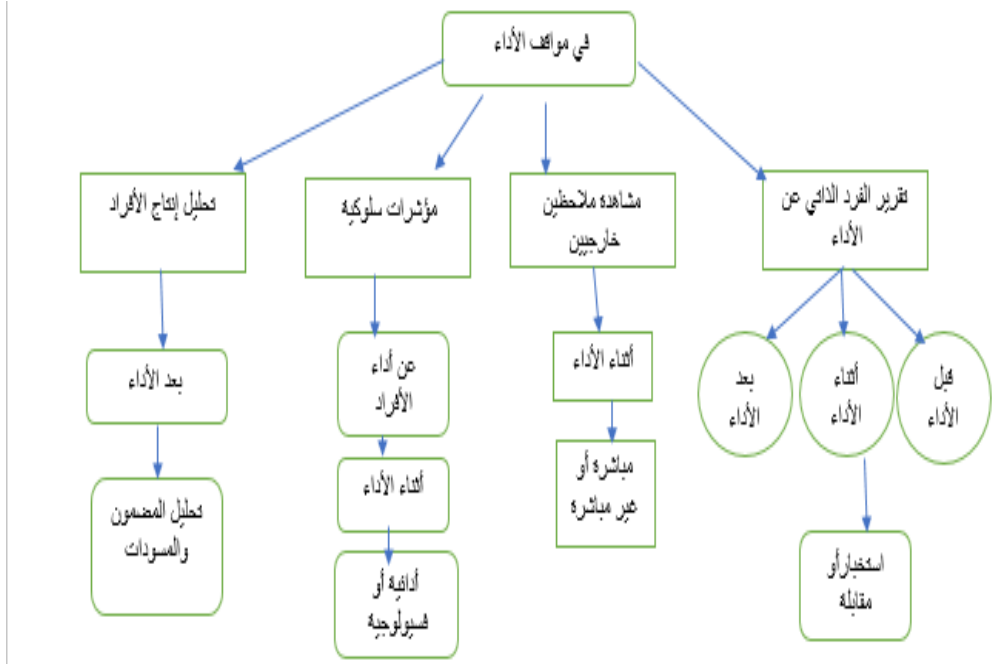 في مواقف الأداء
تقرير الفرد الذاتي عن
الأداء
مشاهدة ملاحظين
خارجيين
مؤشرات سلوكية
تحليل إنتاج الأفراد
قبل
الأداء
أثناء
الأداء
بعد
الأداء
أثناء الأداء
عن أداء
الأفراد
بعد الأداء
مباشرة أو
غير مباشرة
أثناء الأداء
تحليل المضمون
والمسودات
استخبار أو
مقابلة
أدائية أو
فسيولوجية